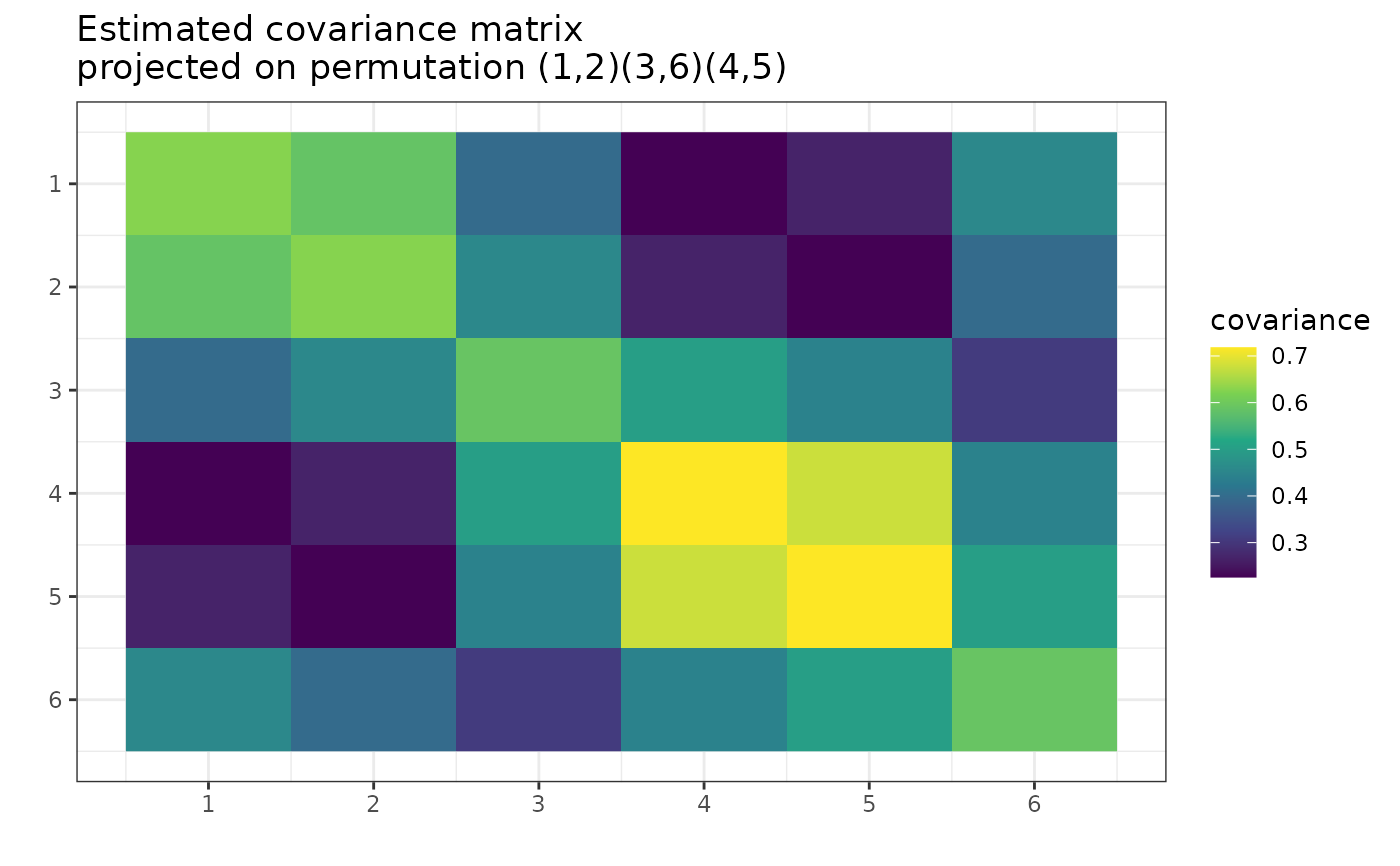 Estimated covariance matrix
projected on permutation (1,2)(3,6)(4,5)
1
2
3
4
5
6
1 2 3 4 5 6
covariance
0.7
0.6
0.5
0.4
0.3